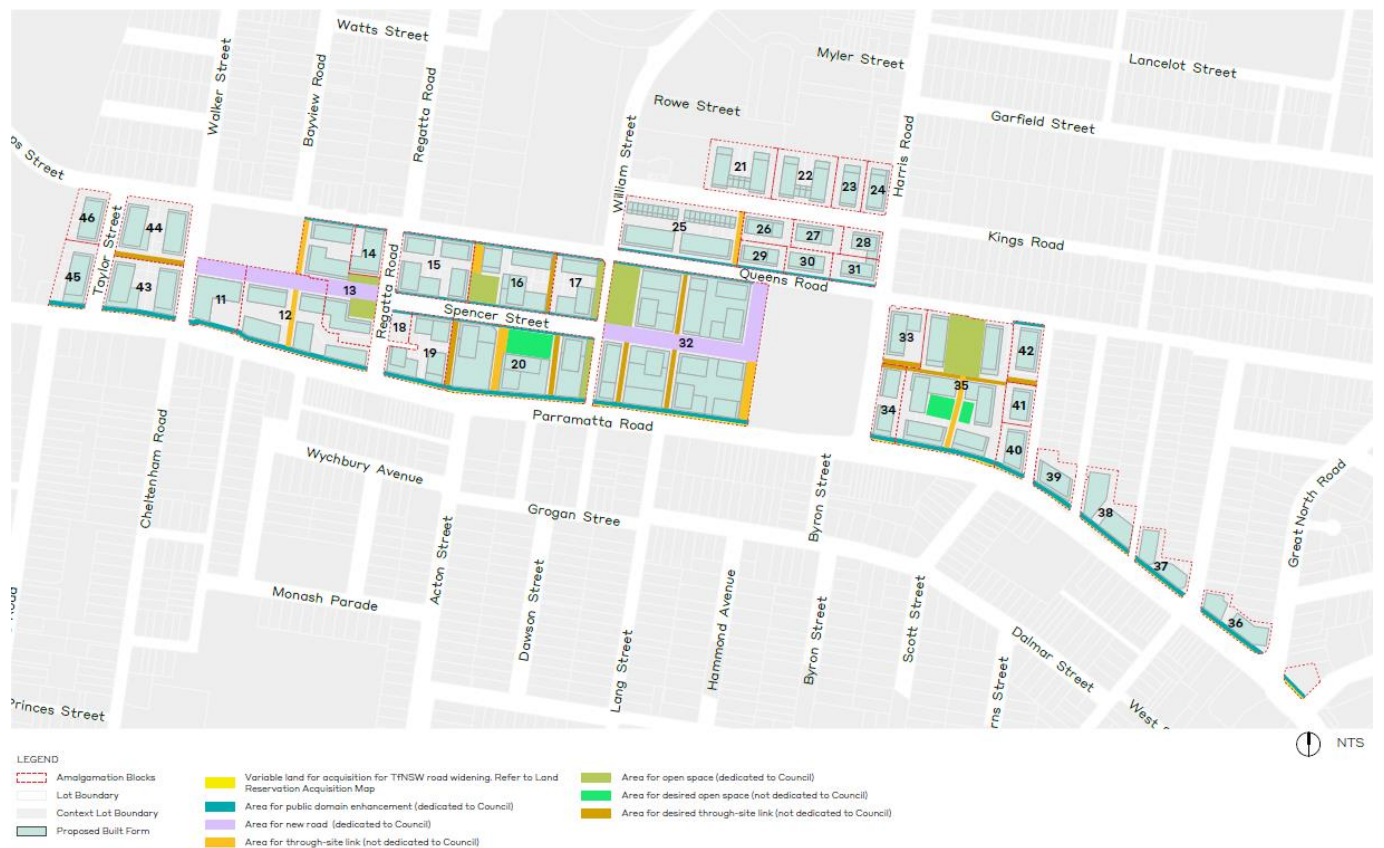 Watts Street
Walker Street
Bayview Road
Regatta Road
William Street
Rowe Street
Myler Street
Lancelot Street
Garfield Street
Harris Road
os Street
Taylor Street
Regatta Road
Kings Road
Queens Road
Spencer Street
Parramatta Road
21
22
23
24
46
44
25
26
27
28
29
30
31
14
15
16
17
45
43
11
12
13
18
19
20
32
33
34
35
42
41
40
39
38
37
36
Cheltenham Road
Wychbury Avenue
Acton Street
Grogan Stree
Byron Street
Great North Road
Monash Parade
Dawson Street
Lang Street
Hammond Avenue
Byron Street
Scott Street
Dalmar Street
rns Street
West S
Princes Street
NTS
LEGEND
Amalgamation Blocks
Lot Boundary
Context Lot Boundary
Proposed Built Form
Variable land for acquisition for TfNSW road widening. Refer to Land
Reservation Acquisition Map
Area for public domain enhancement (dedicated to Council)
Area for new road (dedicated to Council)
Area for through-site link (not dedicated to Council)
Area for open space (dedicated to Council)
Area for desired open space (not dedicated to Council)
Area for desired through-site link (not dedicated to Council)